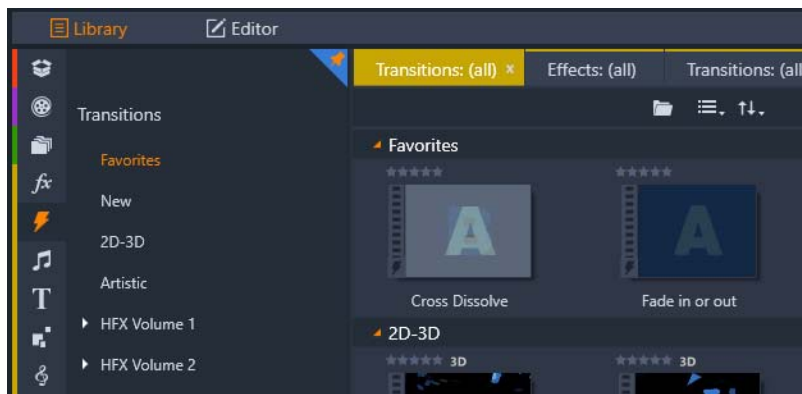 Library
Editor
Transitions: (all) ×
Effects: (all)
Transitions: (all
Transitions
Favorites
New
2D-3D
Artistic
HFX Volume 1
HFX Volume 2
fx
T
Favorites
A
A
Cross Dissolve
Fade in or out
2D-3D
3D
3D